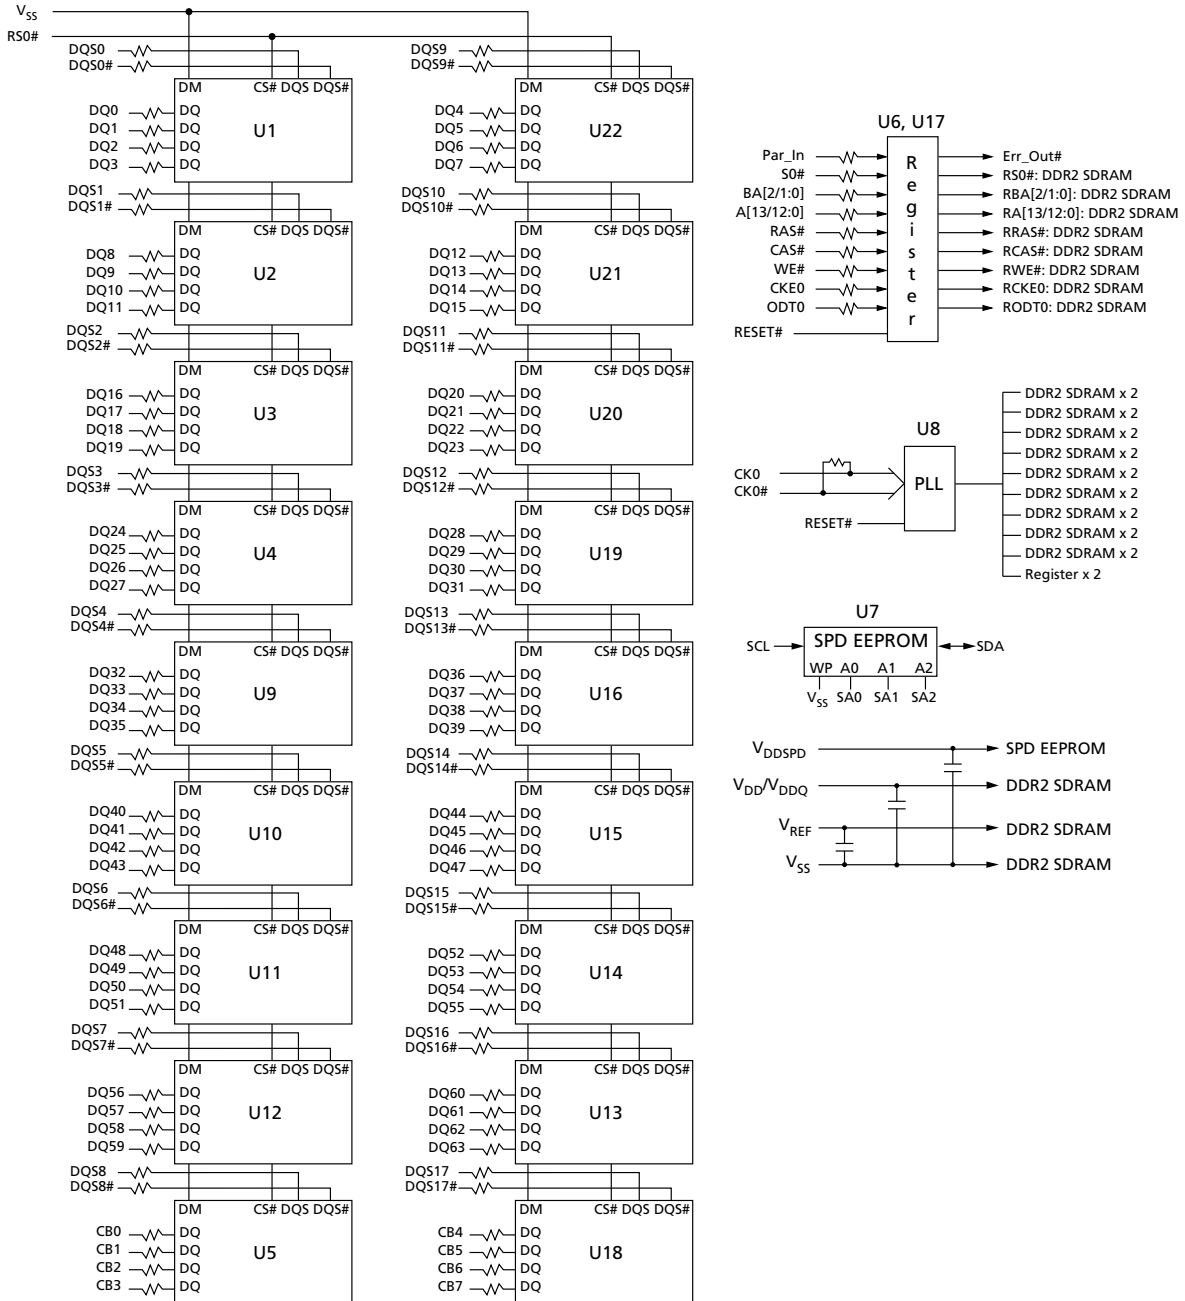 VSS
RS0#
DQS0
DQS0#
DM CS# DQS DQS#
DQ0 DQ
DQ1 DQ
DQ2 DQ
DQ3 DQ
U1
DQS1
DQS1#
DM CS# DQS DQS#
DQ8 DQ
DQ9 DQ
DQ10 DQ
DQ11 DQ
U2
DQS2
DQS2#
DM CS# DQS DQS#
DQ16 DQ
DQ17 DQ
DQ18 DQ
DQ19 DQ
U3
DQS3
DQS3#
DM CS# DQS DQS#
DQ24 DQ
DQ25 DQ
DQ26 DQ
DQ27 DQ
U4
DQS4
DQS4#
DM CS# DQS DQS#
DQ32 DQ
DQ33 DQ
DQ34 DQ
DQ35 DQ
U9
DQS5
DQS5#
DM CS# DQS DQS#
DQ40 DQ
DQ41 DQ
DQ42 DQ
DQ43 DQ
U10
DQS6
DQS6#
DM CS# DQS DQS#
DQ48 DQ
DQ49 DQ
DQ50 DQ
DQ51 DQ
U11
DQS7
DQS7#
DM CS# DQS DQS#
DQ56 DQ
DQ57 DQ
DQ58 DQ
DQ59 DQ
U12
DQS8
DQS8#
DM CS# DQS DQS#
CB0 DQ
CB1 DQ
CB2 DQ
CB3 DQ
U5
DQS9
DQS9#
DM CS# DQS DQS#
DQ4 DQ
DQ5 DQ
DQ6 DQ
DQ7 DQ
U22
DQS10
DQS10#
DM CS# DQS DQS#
DQ12 DQ
DQ13 DQ
DQ14 DQ
DQ15 DQ
U21
DQS11
DQS11#
DM CS# DQS DQS#
DQ20 DQ
DQ21 DQ
DQ22 DQ
DQ23 DQ
U20
DQS12
DQS12#
DM CS# DQS DQS#
DQ28 DQ
DQ29 DQ
DQ30 DQ
DQ31 DQ
U19
DQS13
DQS13#
DM CS# DQS DQS#
DQ36 DQ
DQ37 DQ
DQ38 DQ
DQ39 DQ
U16
DQS14
DQS14#
DM CS# DQS DQS#
DQ44 DQ
DQ45 DQ
DQ46 DQ
DQ47 DQ
U15
DQS15
DQS15#
DM CS# DQS DQS#
DQ52 DQ
DQ53 DQ
DQ54 DQ
DQ55 DQ
U14
DQS16
DQS16#
DM CS# DQS DQS#
DQ60 DQ
DQ61 DQ
DQ62 DQ
DQ63 DQ
U13
DQS17
DQS17#
DM CS# DQS DQS#
CB4 DQ
CB5 DQ
CB6 DQ
CB7 DQ
U18
U6, U17
Register
Par_In Err_Out#
S0# RS0#: DDR2 SDRAM
BA[2/1:0] RBA[2/1:0]: DDR2 SDRAM
A[13/12:0] RA[13/12:0]: DDR2 SDRAM
RAS# RRAS#: DDR2 SDRAM
CAS# RCAS#: DDR2 SDRAM
WE# RWE#: DDR2 SDRAM
CKE0 RCKE0: DDR2 SDRAM
ODT0 RODT0: DDR2 SDRAM
RESET#
U8
CK0
CK0#
PLL
RESET#
DDR2 SDRAM x 2
DDR2 SDRAM x 2
DDR2 SDRAM x 2
DDR2 SDRAM x 2
DDR2 SDRAM x 2
DDR2 SDRAM x 2
DDR2 SDRAM x 2
DDR2 SDRAM x 2
DDR2 SDRAM x 2
Register x 2
U7
SCL SPD EEPROM SDA
WP A0 A1 A2
VSS SA0 SA1 SA2
VDDSPD SPD EEPROM
VDD/VDDQ DDR2 SDRAM
VREF DDR2 SDRAM
VSS DDR2 SDRAM